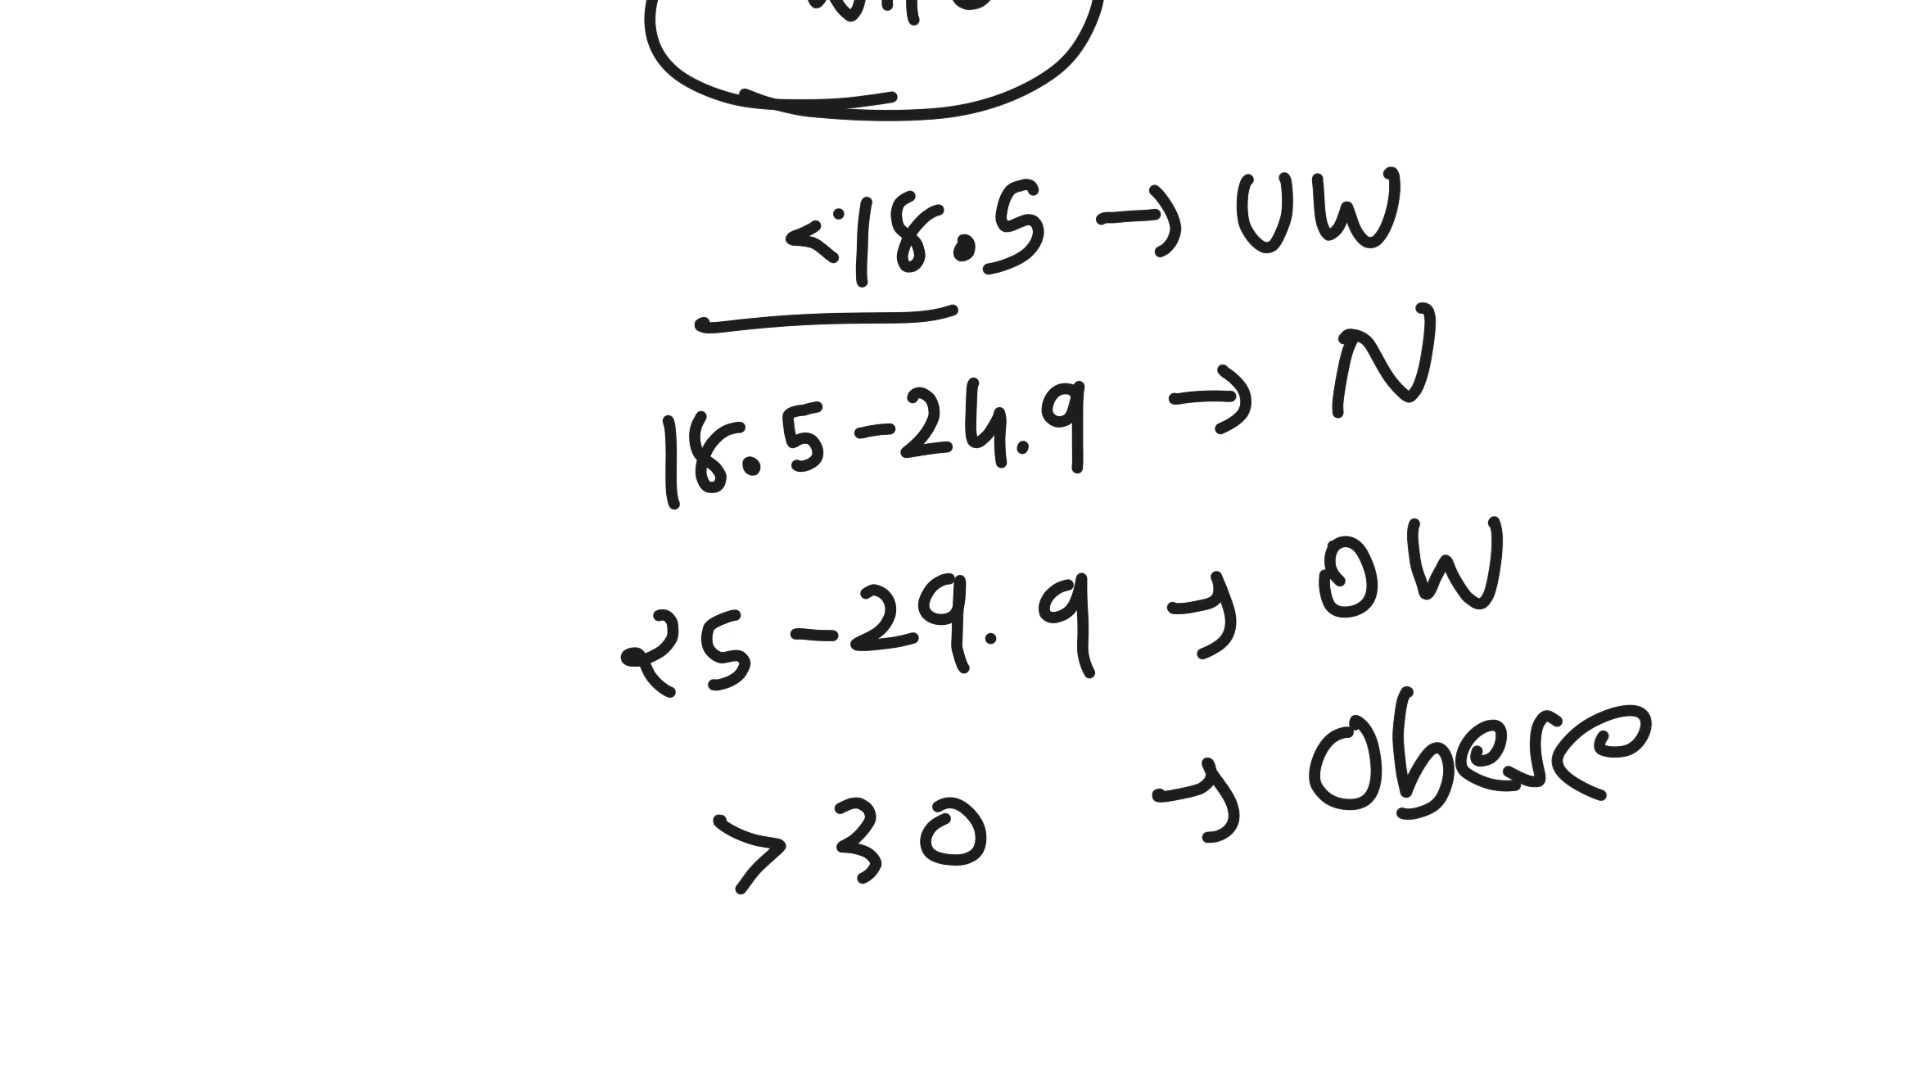 <18.5 → UW
18.5-24.9 → N
25-29.9 → OW
>30 → Obese